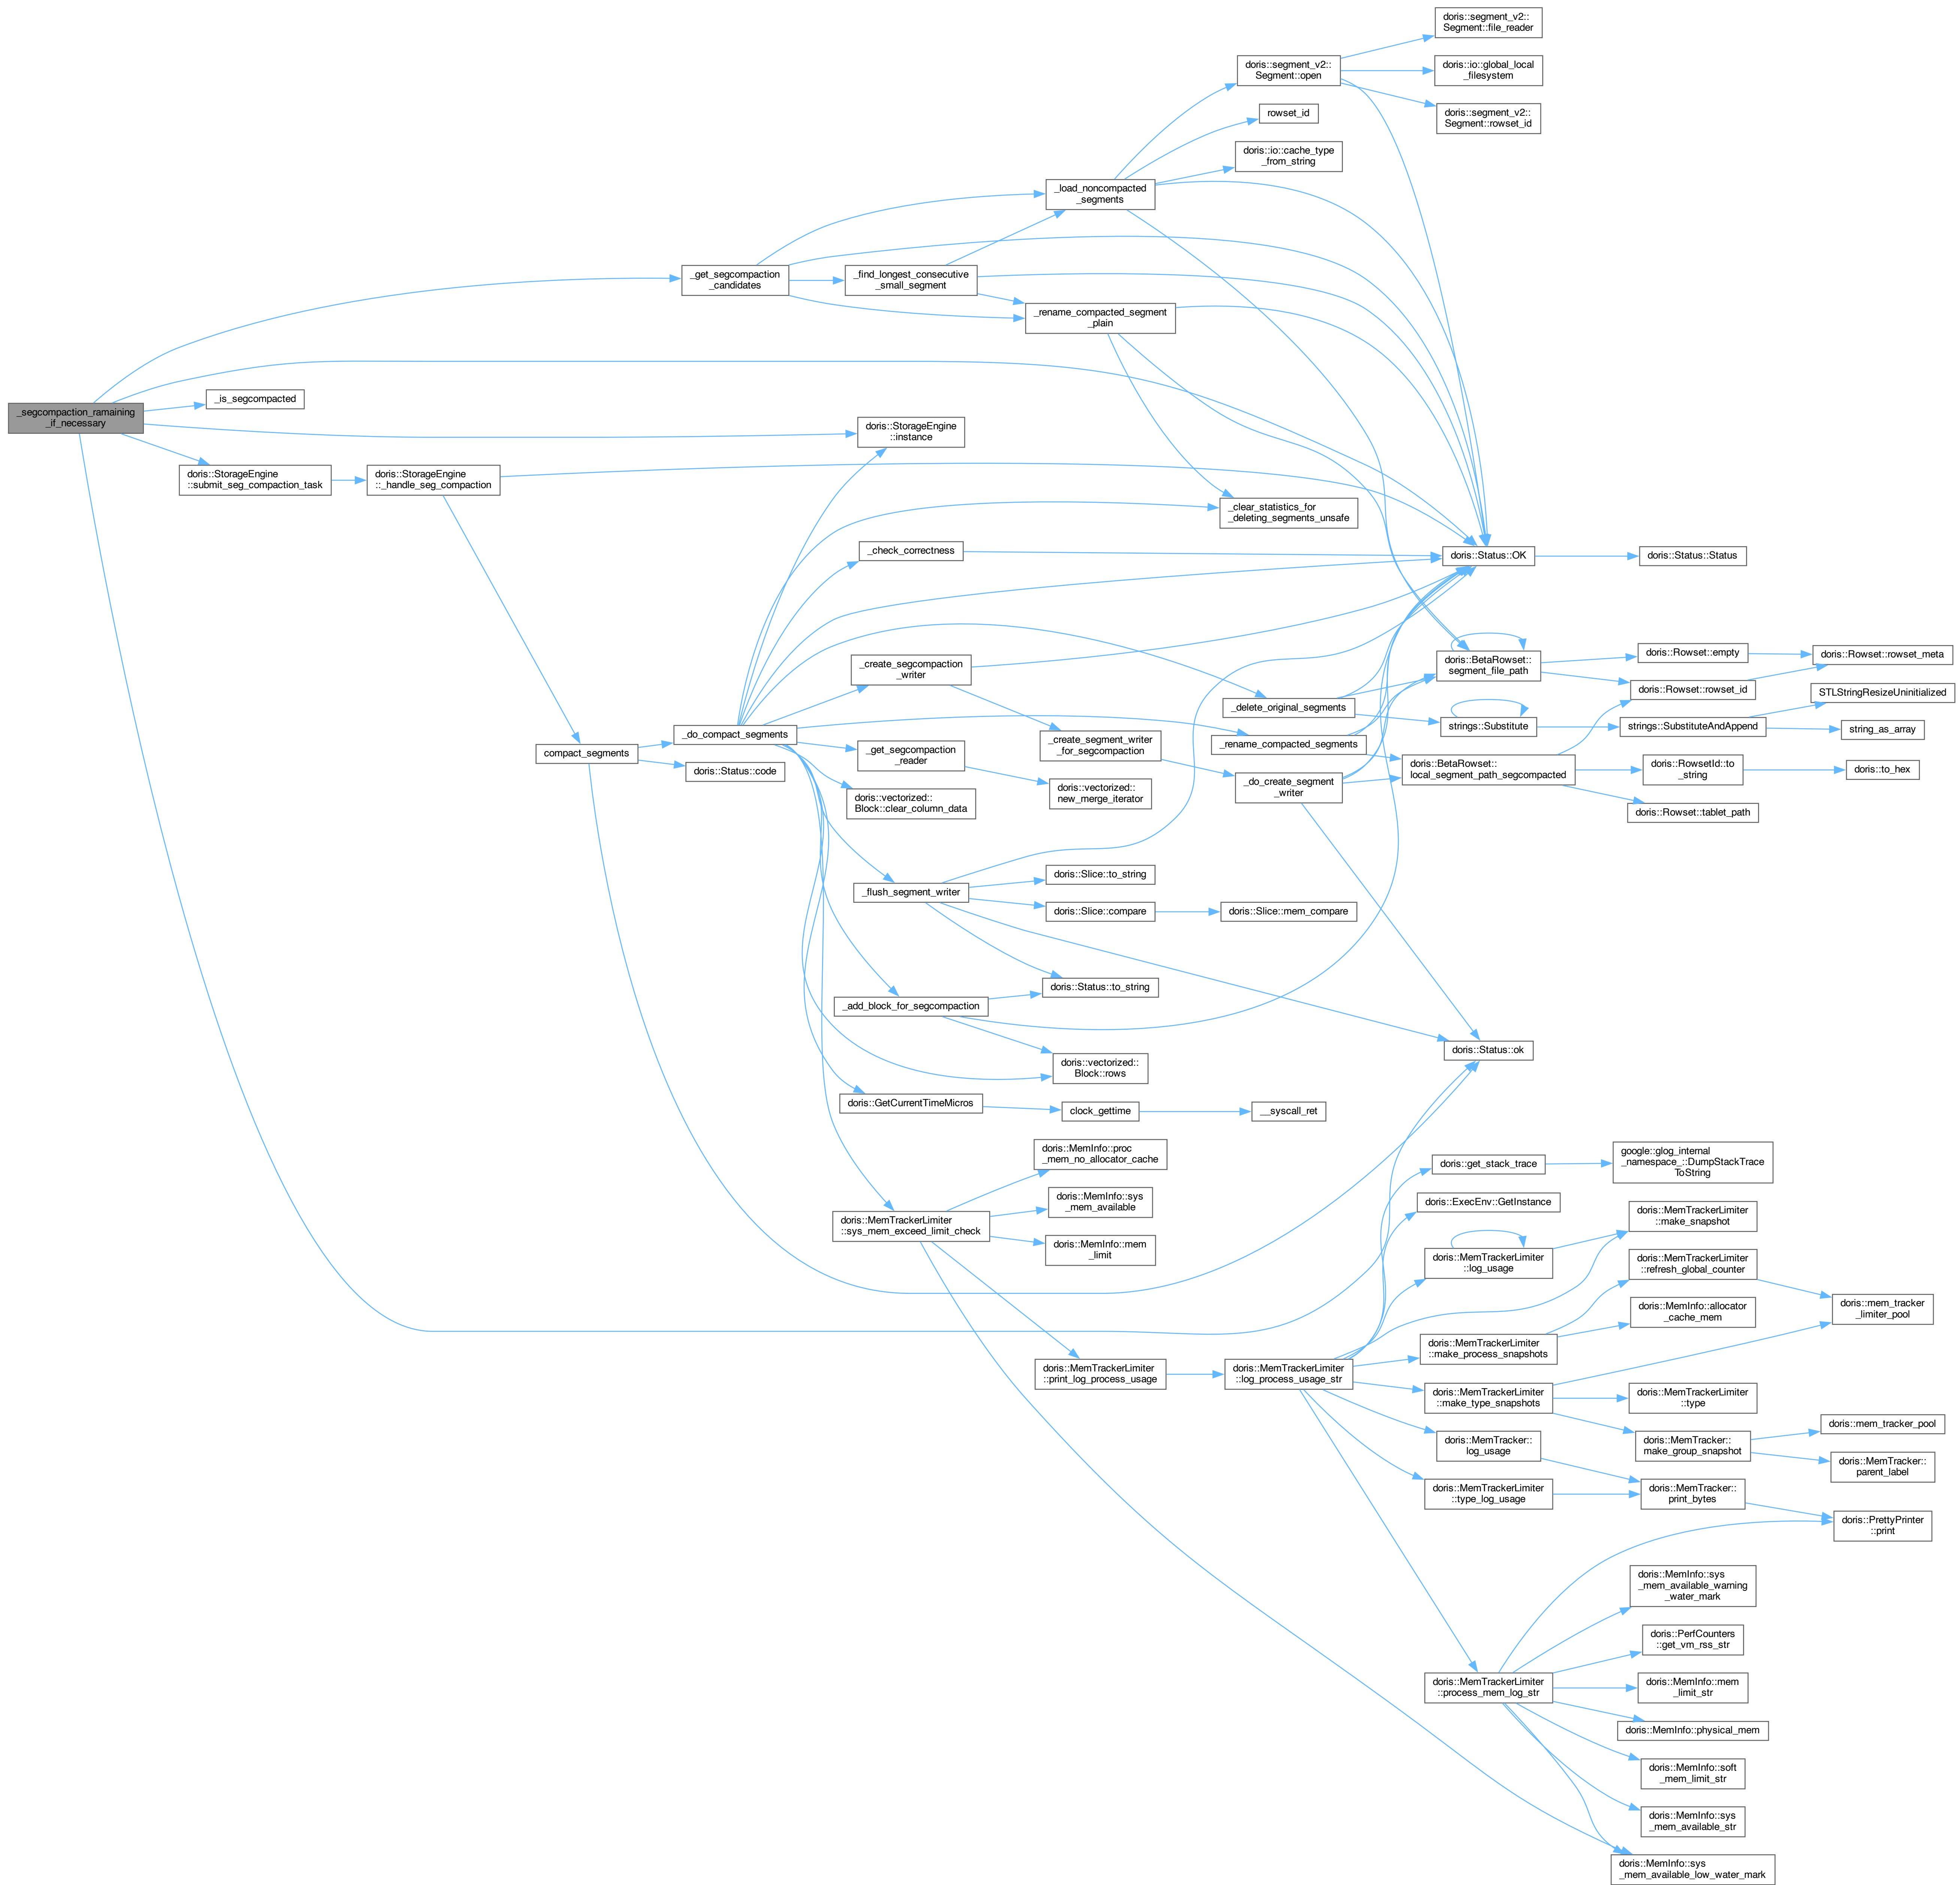 doris::segment_v2::
Segment::file_reader
doris::segment_v2::
Segment::open
doris::io::global_local
_filesystem
rowset_id
doris::segment_v2::
Segment::rowset_id
doris::io::cache_type
_from_string
_load_noncompacted
_segments
_get_segcompaction
_candidates
_find_longest_consecutive
_small_segment
_rename_compacted_segment
_plain
_is_segcompacted
_segcompaction_ramaining
_if_necessary
doris::StorageEngine
::instance
doris::StorageEngine
::submit_seg_compaction_task
doris::StorageEngine
::_handle_seg_compaction
_clear_statistics_for
_deleting_segments_unsafe
_check_correctness
doris::Status::OK
doris::Status::Status
_create_segcompaction
_writer
doris::BetaRowset::
segment_file_path
doris::Rowset::empty
doris::Rowset::rowset_meta
doris::Rowset::rowset_id
STLStringResizeUninitialized
_delete_original_segments
strings::Substitute
strings::SubstituteAndAppend
string_as_array
_do_compact_segments
_create_segment_writer
_for_segcompaction
_rename_compacted_segments
compact_segments
doris::Status::code
_get_segcompaction
_reader
doris::BetaRowset::
local_segment_path_segcompacted
doris::RowsetId::to
_string
doris::to_hex
doris::vectorized::
Block::clear_column_data
doris::vectorized::
new_merge_iterator
_do_create_segment
_writer
doris::Rowset::tablet_path
_flush_segment_writer
doris::Slice::to_string
doris::Slice::compare
doris::Slice::mem_compare
doris::Status::to_string
_add_block_for_segcompaction
doris::Status::ok
doris::vectorized::
Block::rows
doris::GetCurrentTimeMicros
clock_gettime
__syscall_ret
doris::MemInfo::proc
_mem_no_allocator_cache
doris::get_stack_trace
google::glog_internal
_namespace_::DumpStackTrace
ToString
doris::MemInfo::sys
_mem_available
doris::ExecEnv::GetInstance
doris::MemTrackerLimiter
::make_snapshot
doris::MemTrackerLimiter
::sys_mem_exceed_limit_check
doris::MemInfo::mem
_limit
doris::MemTrackerLimiter
::log_usage
doris::MemTrackerLimiter
::refresh_global_counter
doris::mem_tracker
_limiter_pool
doris::MemInfo::allocator
_cache_mem
doris::MemTrackerLimiter
::make_process_snapshots
doris::MemTrackerLimiter
::print_log_process_usage
doris::MemTrackerLimiter
::log_process_usage_str
doris::MemTrackerLimiter
::make_type_snapshots
doris::MemTrackerLimiter
::type
doris::mem_tracker_pool
doris::MemTracker::
log_usage
doris::MemTracker::
make_group_snapshot
doris::MemTracker::
parent_label
doris::MemTrackerLimiter
::type_log_usage
doris::MemTracker::
print_bytes
doris::PrettyPrinter
::print
doris::MemInfo::sys
_mem_available_warning
_water_mark
doris::PerfCounters
::get_vm_rss_str
doris::MemTrackerLimiter
::process_mem_log_str
doris::MemInfo::mem
_limit_str
doris::MemInfo::physical_mem
doris::MemInfo::soft
_mem_limit_str
doris::MemInfo::sys
_mem_available_str
doris::MemInfo::sys
_mem_available_low_water_mark